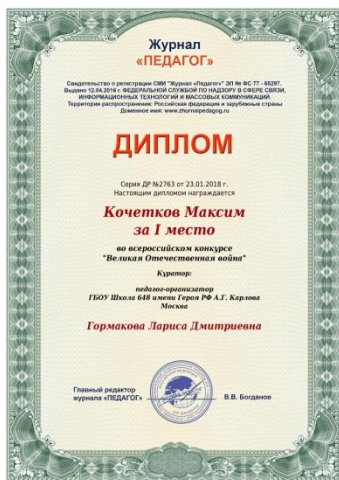 Журнал
«ПЕДАГОГ»
Свидетельство о регистрации СМИ "Журнал «Педагог»" ЭЛ № ФС 77 - 65297.
Выдано 12.04.2016 г. ФЕДЕРАЛЬНОЙ СЛУЖБОЙ ПО НАДЗОРУ В СФЕРЕ СВЯЗИ,
ИНФОРМАЦИОННЫХ ТЕХНОЛОГИЙ И МАССОВЫХ КОММУНИКАЦИЙ.
Территория распространения: Российская федерация и зарубежные страны
Доменное имя: www.zhurnalpedagog.ru
ДИПЛОМ
Серия ДР №2763 от 23.01.2018 г.
Настоящим дипломом награждается
Кочетков Максим
за I место
во всероссийском конкурсе
"Великая Отечественная война"
Куратор:
педагог-организатор
ГБОУ Школа 648 имени Героя РФ А.Г. Карлова
Москва
Гормакова Лариса Дмитриевна
Главный редактор
журнала «ПЕДАГОГ»
В.В. Богданов